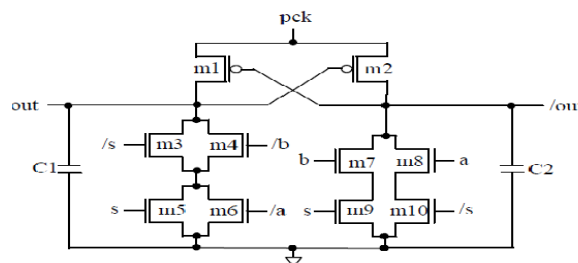 pck
m1 m2
out /ou
/s m3 m4 /b b m7 m8 a
C1 C2
s m5 m6 /a s m9 m10 /s